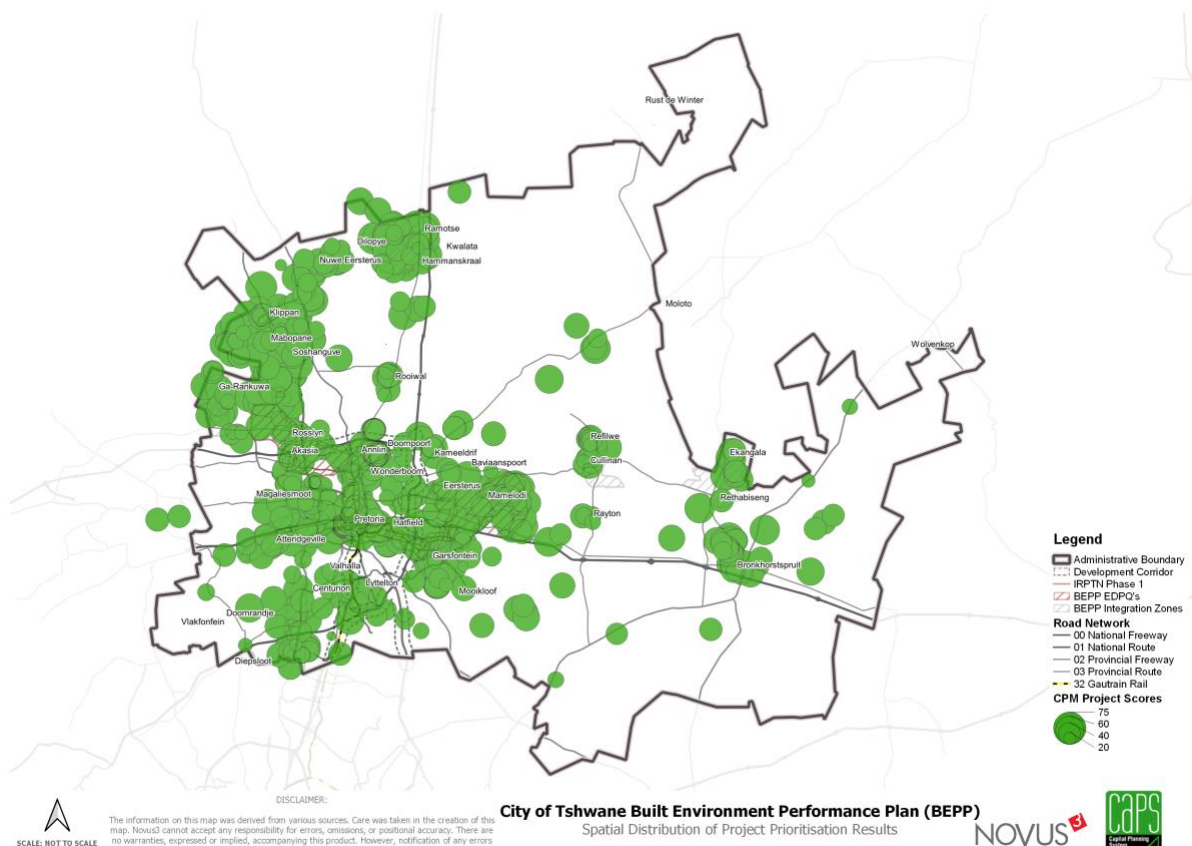 Rust de Winter
Ramotse
Dilopye
Kwalata
Nuwe Eersterus
Hammanskraal
Moloto
Klippan
Mabopane
Soshanguve
Wolvenkop
Rooiwal
Ga-Rankuwa
Rosslyn
Refilwe
Doornpoort
Annlin
Akasia
Kameeldrif
Ekangala
Cullinan
Baviaanspoort
Wonderboom
Eersterus
Magaliesmoot
Mamelodi
Rethabiseng
Rayton
Pretoria
Hatfield
Atteridgeville
Garsfontein
Valhalla
Bronkhorstspruit
Lyttelton
Centurion
Mooikloof
Doornrandje
Vlakfonfein
Diepsloot
Legend
Administrative Boundary
Development Corridor
IRPTN Phase 1
BEPP EDPQ's
BEPP Integration Zones
Road Network
00 National Freeway
01 National Route
02 Provincial Freeway
03 Provincial Route
32 Gautrain Rail
CPM Project Scores
75
60
40
20
SCALE: NOT TO SCALE
DISCLAIMER:
The information on this map was derived from various sources. Care was taken in the creation of this
map. Novus3 cannot accept any responsibility for errors, omissions, or positional accuracy. There are
no warranties, expressed or implied, accompanying this product. However, notification of any errors
City of Tshwane Built Environment Performance Plan (BEPP)
Spatial Distribution of Project Prioritisation Results
NOVUS3
CAPS
Capital Planning
System